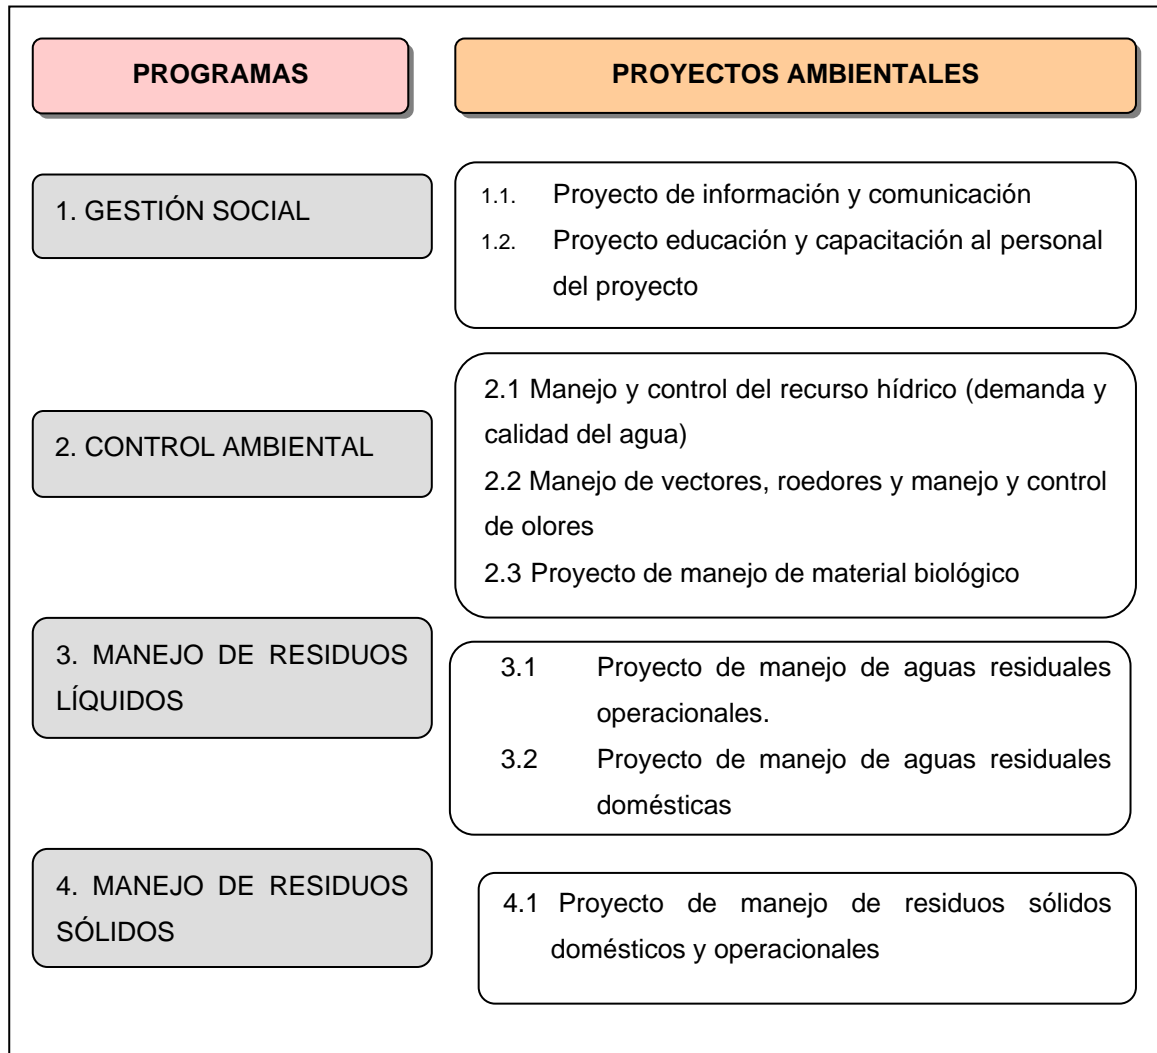 PROGRAMAS
PROYECTOS AMBIENTALES
1. GESTIÓN SOCIAL
1.1. Proyecto de información y comunicación
1.2. Proyecto educación y capacitación al personal
del proyecto
2. CONTROL AMBIENTAL
2.1 Manejo y control del recurso hídrico (demanda y
calidad del agua)
2.2 Manejo de vectores, roedores y manejo y control
de olores
2.3 Proyecto de manejo de material biológico
3. MANEJO DE RESIDUOS
LÍQUIDOS
3.1 Proyecto de manejo de aguas residuales
operacionales.
3.2 Proyecto de manejo de aguas residuales
domésticas
4. MANEJO DE RESIDUOS
SÓLIDOS
4.1 Proyecto de manejo de residuos sólidos
domésticos y operacionales